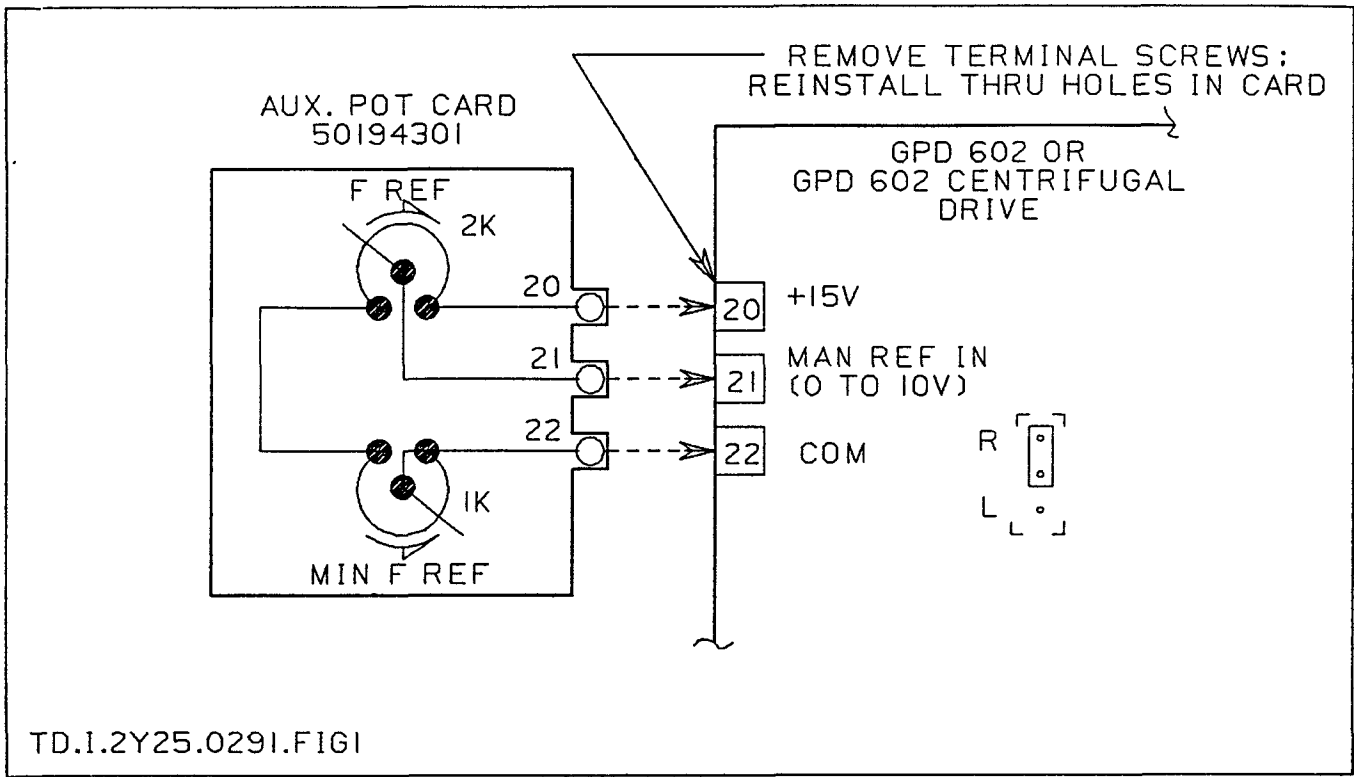 REMOVE TERMINAL SCREWS:
REINSTALL THRU HOLES IN CARD
AUX. POT CARD
50194301
GPD 602 OR
GPD 602 CENTRIFUGAL
DRIVE
F REF
2K
20
20
+15V
21
21
MAN REF IN
(0 TO 10V)
22
22
COM
R
L
1K
MIN F REF
TD.1.2Y25.0291.FIG1